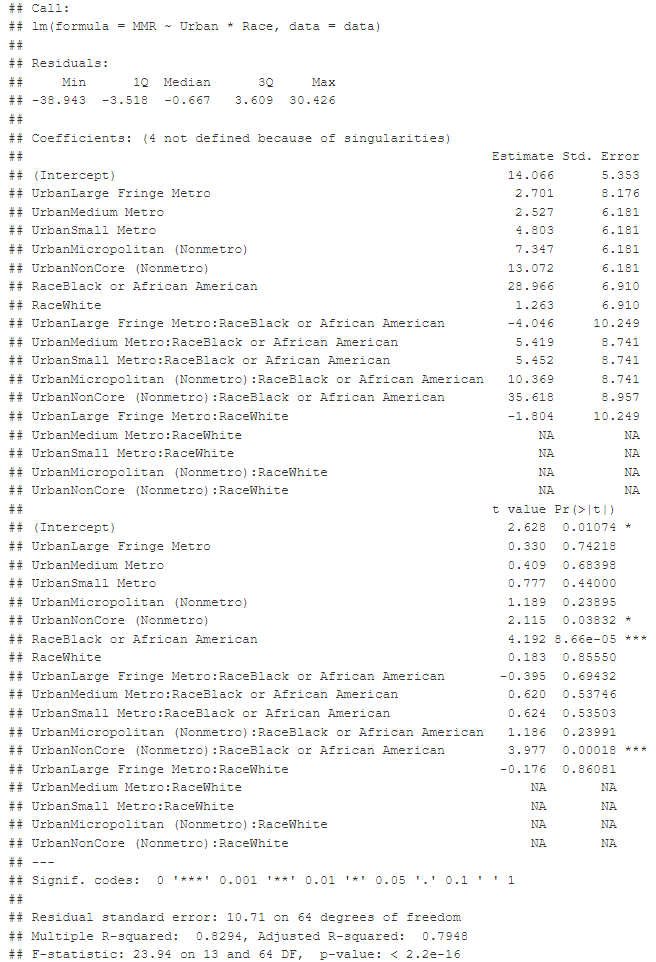 ## Call:
## lm(formula = MMR ~ Urban * Race, data = data)
##
## Residuals:
##     Min      1Q  Median      3Q     Max
## -38.943  -3.518  -0.667   3.609  30.426
##
## Coefficients: (4 not defined because of singularities)
##                                                            Estimate Std. Error
## (Intercept)                                                  14.066      5.353
## UrbanLarge Fringe Metro                                       2.701      8.176
## UrbanMedium Metro                                             2.527      6.181
## UrbanSmall Metro                                              4.803      6.181
## UrbanMicropolitan (Nonmetro)                                  7.347      6.181
## UrbanNonCore (Nonmetro)                                      13.072      6.181
## RaceBlack or African American                                28.966      6.910
## RaceWhite                                                     1.263      6.910
## UrbanLarge Fringe Metro:RaceBlack or African American        -4.046     10.249
## UrbanMedium Metro:RaceBlack or African American               5.419      8.741
## UrbanSmall Metro:RaceBlack or African American                5.452      8.741
## UrbanMicropolitan (Nonmetro):RaceBlack or African American   10.369      8.741
## UrbanNonCore (Nonmetro):RaceBlack or African American        35.618      8.957
## UrbanLarge Fringe Metro:RaceWhite                            -1.804     10.249
## UrbanMedium Metro:RaceWhite                                      NA         NA
## UrbanSmall Metro:RaceWhite                                       NA         NA
## UrbanMicropolitan (Nonmetro):RaceWhite                           NA         NA
## UrbanNonCore (Nonmetro):RaceWhite                                NA         NA
##                                                            t value Pr(>|t|)
## (Intercept)                                                  2.628  0.01074 *
## UrbanLarge Fringe Metro                                      0.330  0.74218
## UrbanMedium Metro                                            0.409  0.68398
## UrbanSmall Metro                                             0.777  0.44000
## UrbanMicropolitan (Nonmetro)                                 1.189  0.23895
## UrbanNonCore (Nonmetro)                                      2.115  0.03832 *
## RaceBlack or African American                                4.192 8.66e-05 ***
## RaceWhite                                                    0.183  0.85550
## UrbanLarge Fringe Metro:RaceBlack or African American       -0.395  0.69432
## UrbanMedium Metro:RaceBlack or African American              0.620  0.53746
## UrbanSmall Metro:RaceBlack or African American               0.624  0.53503
## UrbanMicropolitan (Nonmetro):RaceBlack or African American   1.186  0.23991
## UrbanNonCore (Nonmetro):RaceBlack or African American        3.977  0.00018 ***
## UrbanLarge Fringe Metro:RaceWhite                           -0.176  0.86081
## UrbanMedium Metro:RaceWhite                                     NA       NA
## UrbanSmall Metro:RaceWhite                                      NA       NA
## UrbanMicropolitan (Nonmetro):RaceWhite                          NA       NA
## UrbanNonCore (Nonmetro):RaceWhite                               NA       NA
## ---
## Signif. codes:  0 '***' 0.001 '**' 0.01 '*' 0.05 '.' 0.1 ' ' 1
##
## Residual standard error: 10.71 on 64 degrees of freedom
## Multiple R-squared:  0.8294, Adjusted R-squared:  0.7948
## F-statistic: 23.94 on 13 and 64 DF,  p-value: < 2.2e-16